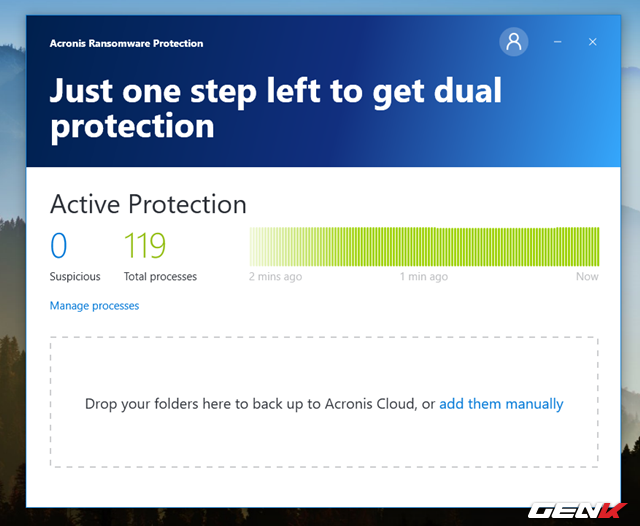 Acronis Ransomware Protection
Just one step left to get dual
protection
Active Protection
0
119
Suspicious
Total processes
2 mins ago
1 min ago
Now
Manage processes
Drop your folders here to back up to Acronis Cloud, or add them manually
GENK